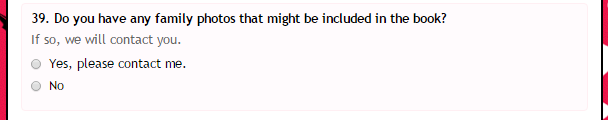 39. Do you have any family photos that might be included in the book?
If so, we will contact you.
Yes, please contact me.
No